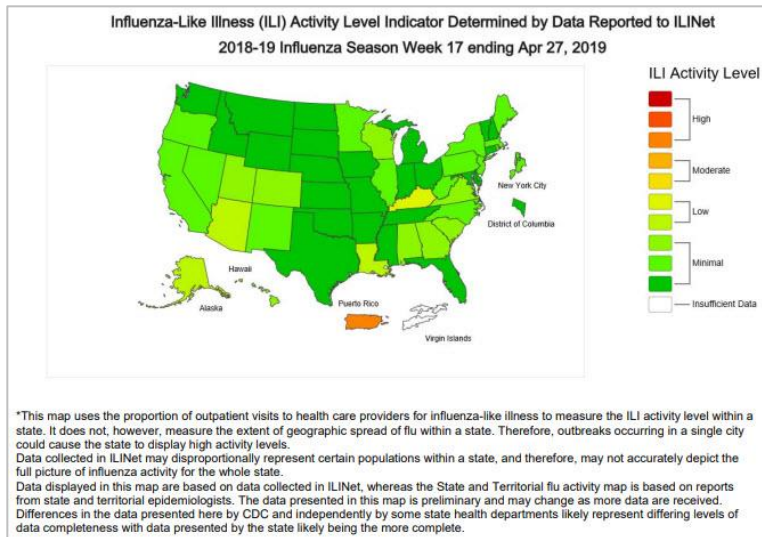 Influenza-Like Illness (ILI) Activity Level Indicator Determined by Data Reported to ILINet
2018-19 Influenza Season Week 17 ending Apr 27, 2019
ILI Activity Level
High
Moderate
Low
Minimal
Insufficient Data
New York City
District of Columbia
Hawaii
Alaska
Puerto Rico
Virgin Islands
*This map uses the proportion of outpatient visits to health care providers for influenza-like illness to measure the ILI activity level within a
state. It does not, however, measure the extent of geographic spread of flu within a state. Therefore, outbreaks occurring in a single city
could cause the state to display high activity levels.
Data collected in ILINet may disproportionally represent certain populations within a state, and therefore, may not accurately depict the
full picture of influenza activity for the whole state.
Data displayed in this map are based on data collected in ILINet, whereas the State and Territorial flu activity map is based on reports
from state and territorial epidemiologists. The data presented in this map is preliminary and may change as more data are received.
Differences in the data presented here by CDC and independently by some state health departments likely represent differing levels of
data completeness with data presented by the state likely being the more complete.